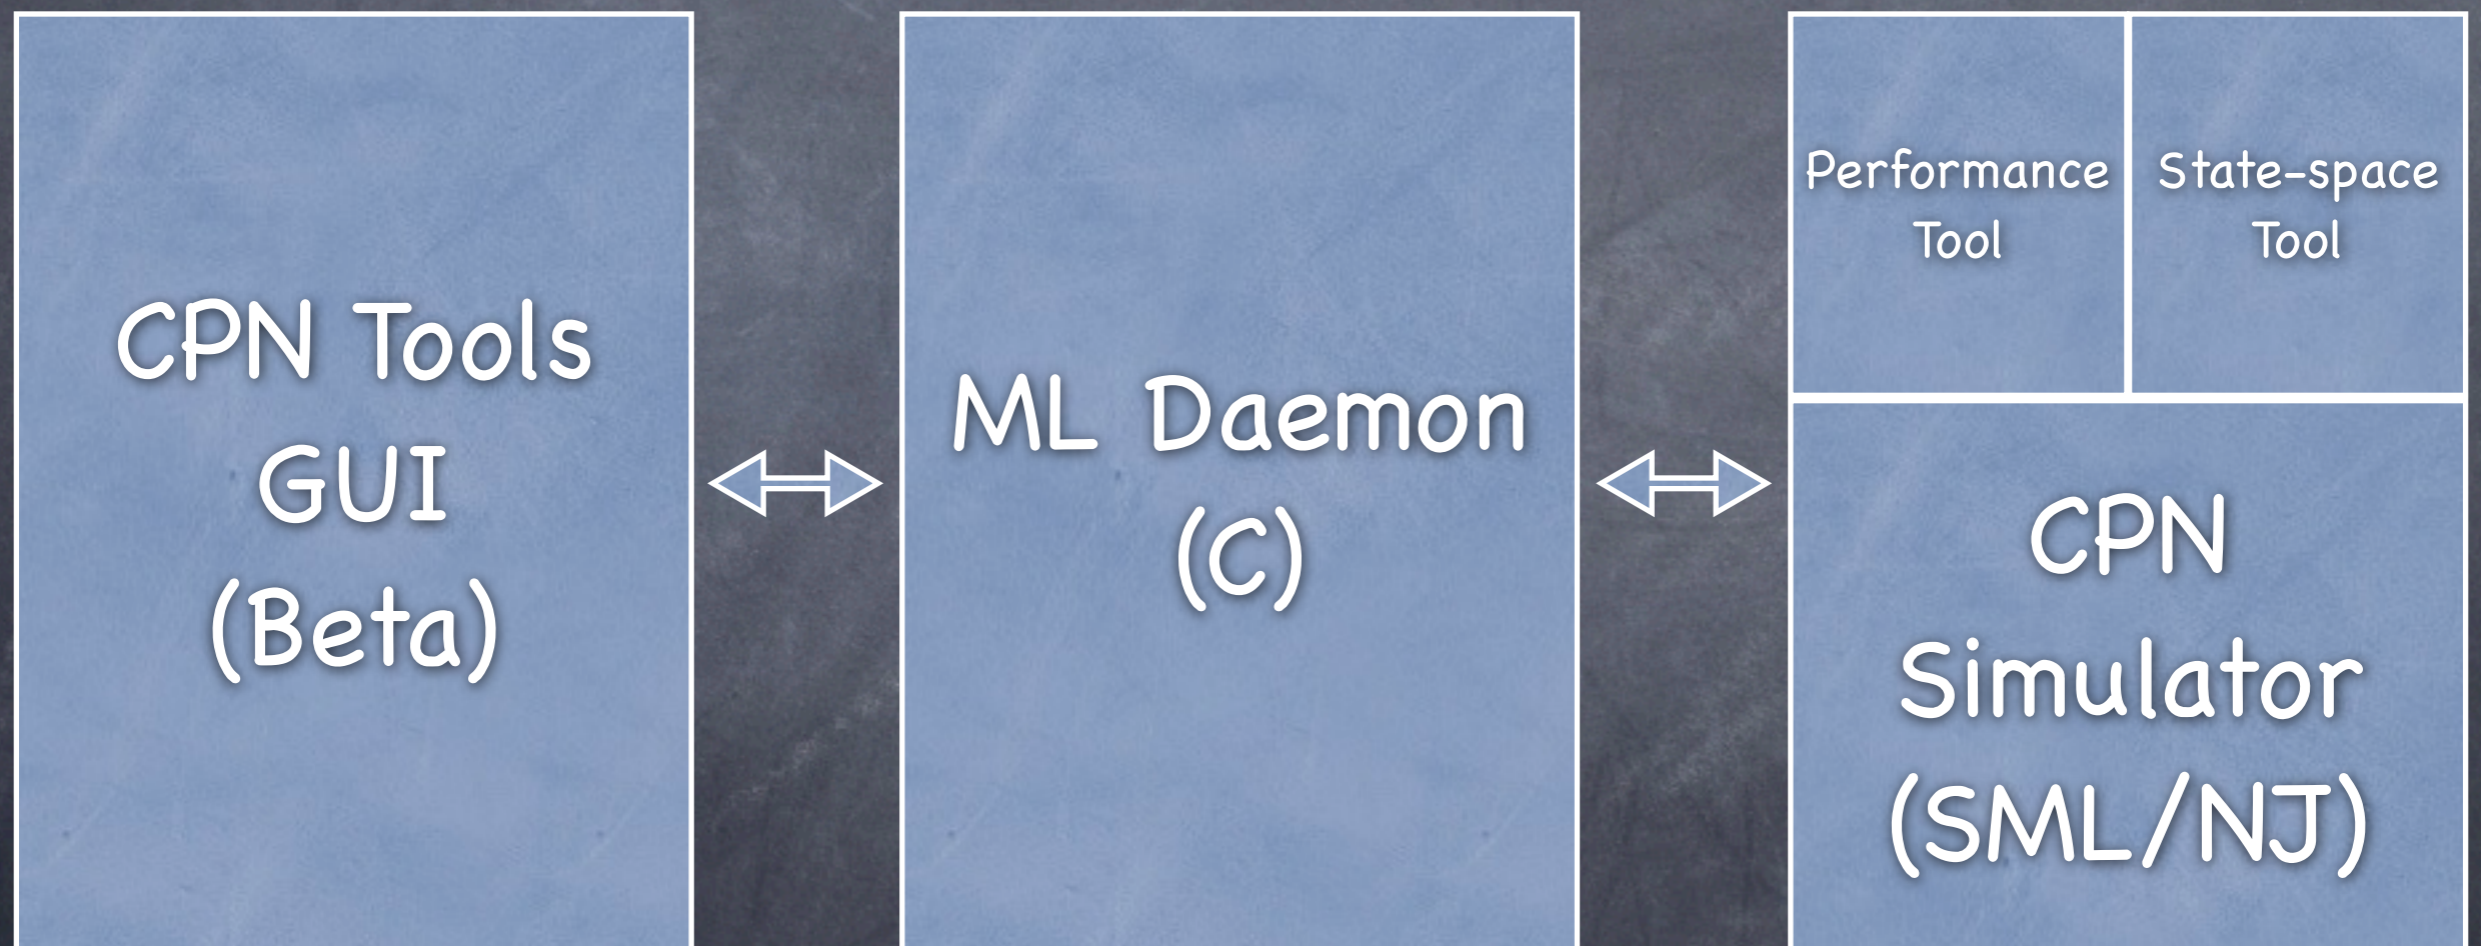 CPN Tools
GUI
(Beta)
ML Daemon
(C)
Performance
Tool
State-space
Tool
CPN
Simulator
(SML/NJ)